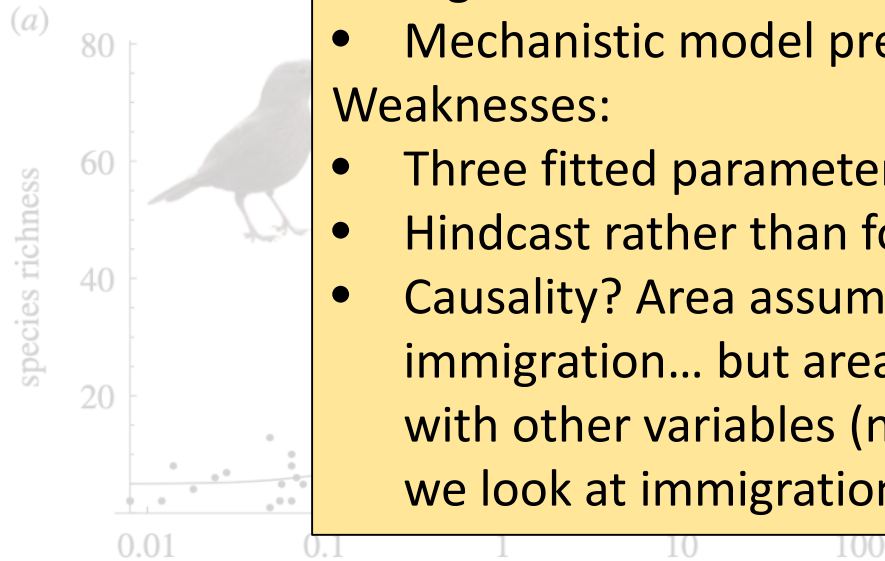 (a)
80
60
40
20
species richness
0.01 0.1 1 10 100
• Mechanistic model pre
Weaknesses:
• Three fitted parameter
• Hindcast rather than fo
• Causality? Area assum
immigration… but area
with other variables (n
we look at immigration